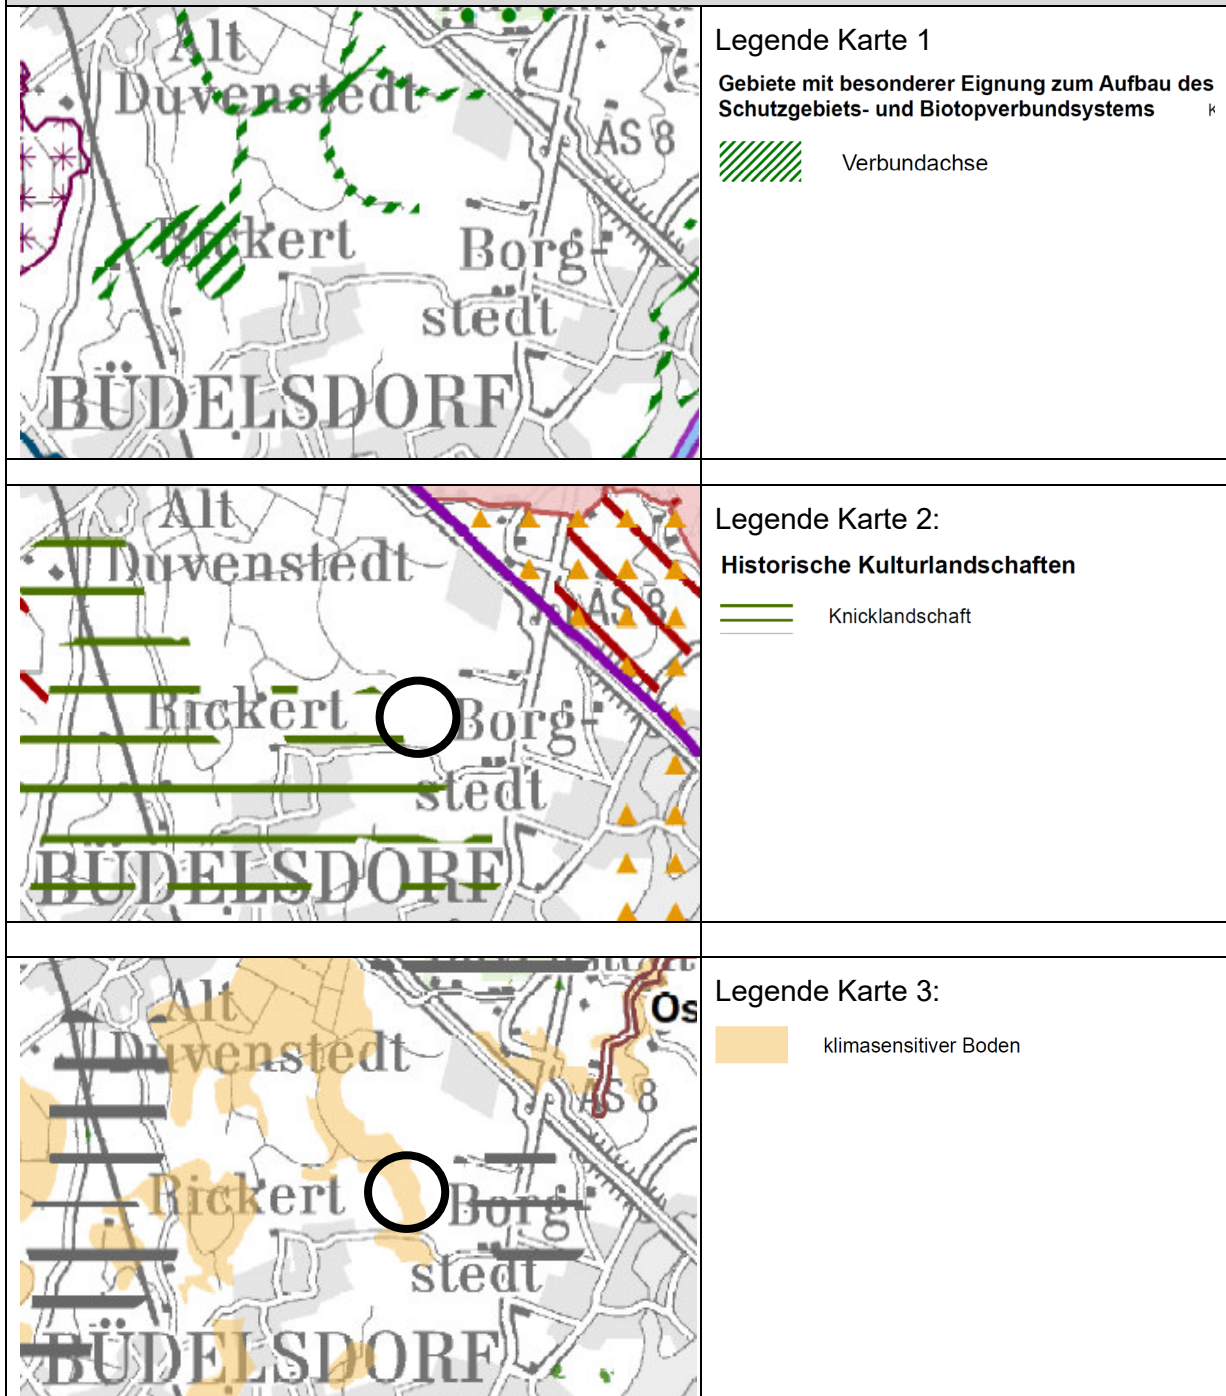 Alt
Duvenstedt
AS 8
Rickert
Borg-
stedt
BÜDELSDORF
Legende Karte 1
Gebiete mit besonderer Eignung zum Aufbau des
Schutzgebiets- und Biotopverbundsystems
Verbundachse
Alt
Duvenstedt
AS 8
Rickert
Borg-
stedt
BÜDELSDORF
Legende Karte 2:
Historische Kulturlandschaften
Knicklandschaft
Alt
Duvenstedt
Os
AS 8
Rickert
Borg-
stedt
BÜDELSDORF
Legende Karte 3:
klimasensitiver Boden